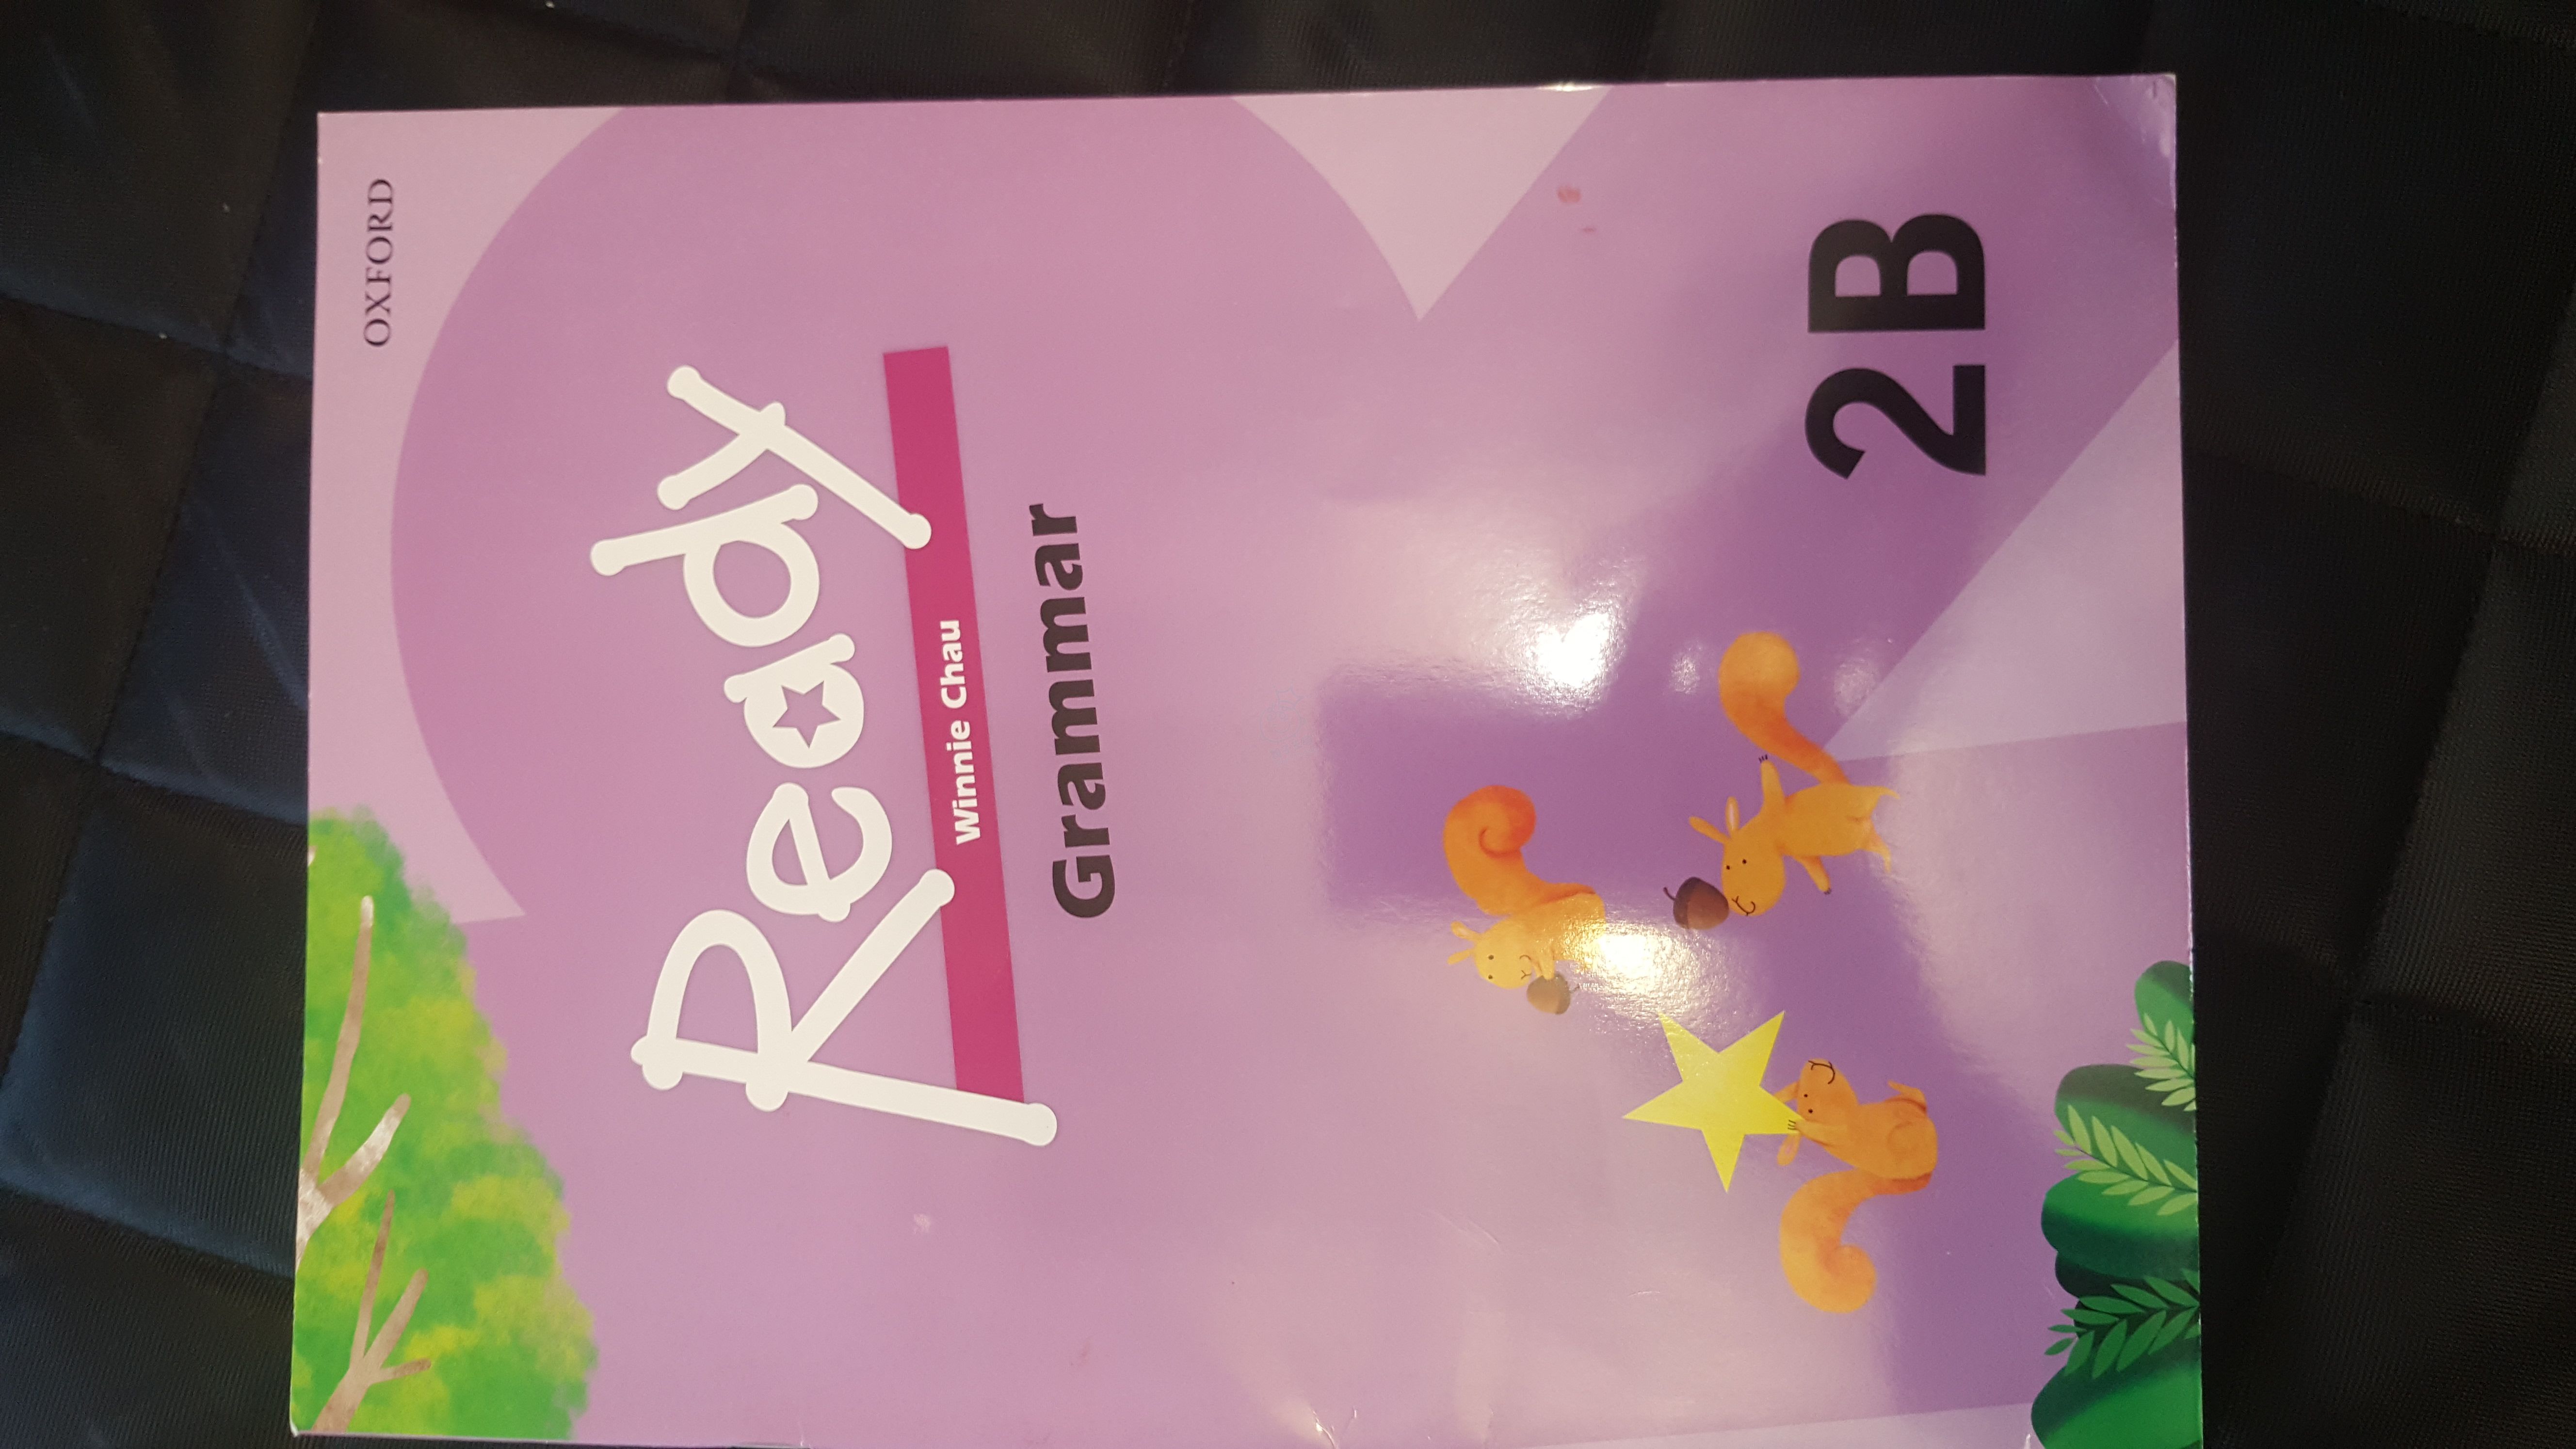 OXFORD
Ready
Winnie Chau
Grammar
2B